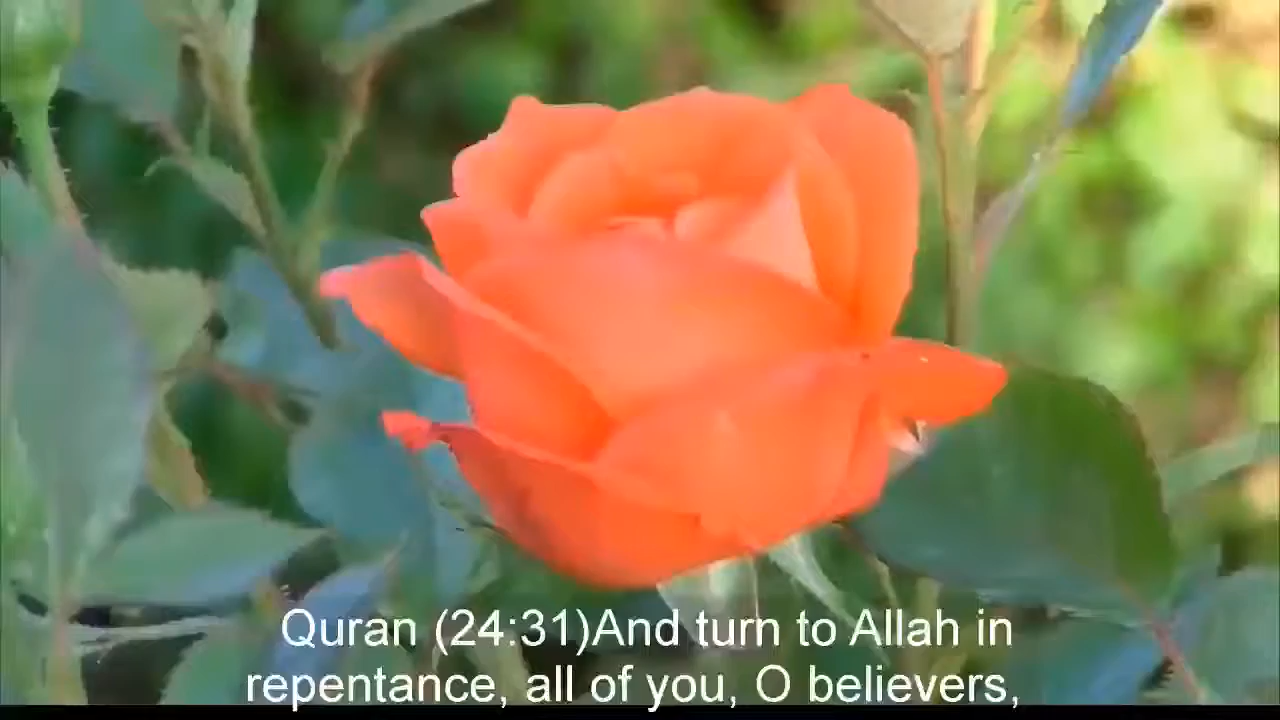 Quran (24:31)And turn to Allah in
repentance, all of you, O believers,